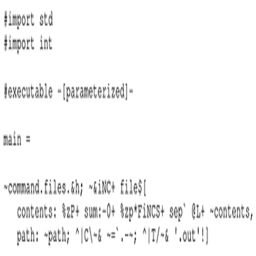 #import std
#import int
#executable -[parameterized]-
main =
~command.files.&h; ~&iNC+ file$[
contents: %zP+ sum:-0+ %zp*FiNCS+ sep` @L+ ~contents,
path: ~path; ^|C\~& ~=`.-~; ^|T/~& '.out'!]